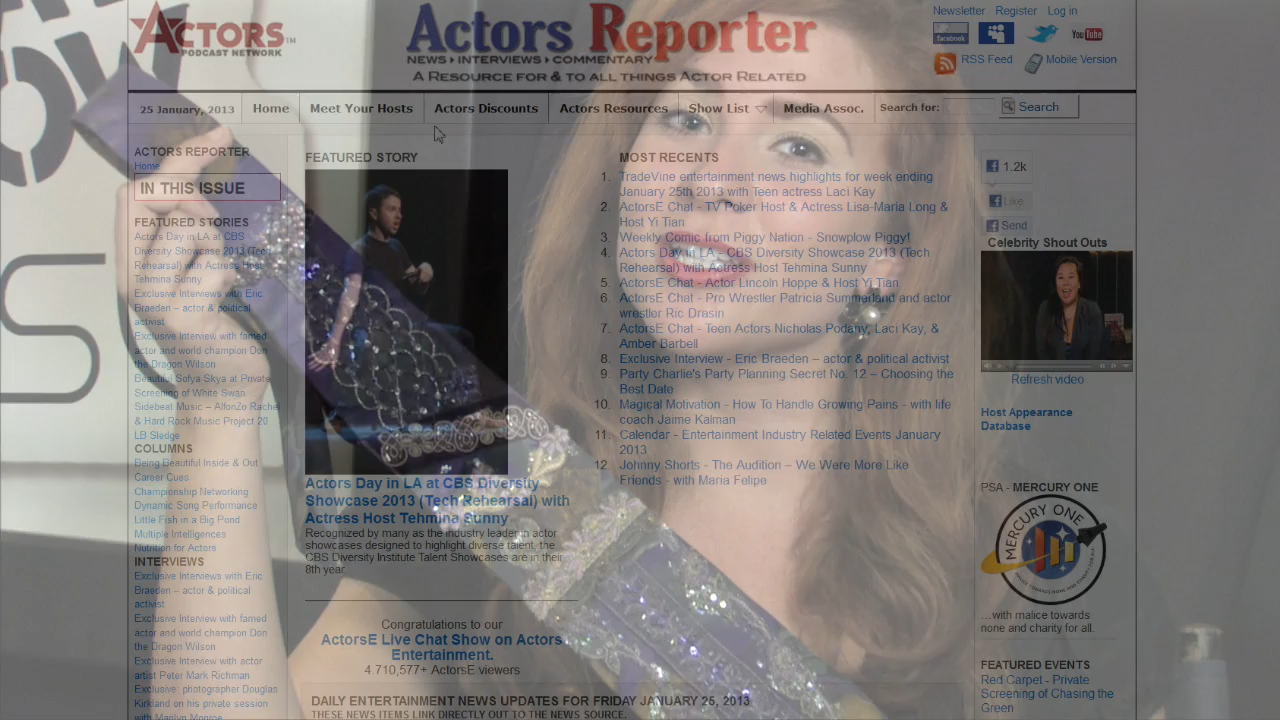 ACTORS
PODCAST NETWORK
TM
Actors Reporter
NEWS • INTERVIEWS • COMMENTARY
A RESOURCE FOR & TO ALL THINGS ACTOR RELATED
Newsletter Register Log in
facebook
You Tube
RSS Feed
Mobile Version
25 January, 2013
Home
Meet Your Hosts
Actors Discounts
Actors Resources
Show List
Media Assoc.
Search for:
Search
ACTORS REPORTER
Home
IN THIS ISSUE
FEATURED STORIES
Actors Day in LA at CBS
Diversity Showcase 2013 (Tech
Rehearsal) with Actress Host
Tehmina Sunny
Exclusive Interviews with Eric
Braeden – actor & political
activist
Exclusive Interview with famed
actor and world champion Don
the Dragon Wilson
Beautiful Sofya Skya at Private
Screening of White Swan
Sidebeat Music – AlfonZo Rachel
& Hard Rock Music Project 20
LB Sledge
COLUMNS
Being Beautiful Inside & Out
Career Cues
Championship Networking
Dynamic Song Performance
Little Fish in a Big Pond
Multiple Intelligences
Nutrition for Actors
INTERVIEWS
Exclusive Interviews with Eric
Braeden – actor & political
activist
Exclusive Interview with famed
actor and world champion Don
the Dragon Wilson
Exclusive Interview with actor
artist Peter Mark Richman
Exclusive: photographer Douglas
Kirkland on his private session
with Marilyn Monroe
FEATURED STORY
Actors Day in LA at CBS Diversity
Showcase 2013 (Tech Rehearsal) with
Actress Host Tehmina Sunny
Recognized by many as the industry leader in actor
showcases designed to highlight diverse talent, the
CBS Diversity Institute Talent Showcases are in their
8th year.
Congratulations to our
ActorsE Live Chat Show on Actors
Entertainment.
4,710,577+ ActorsE viewers
DAILY ENTERTAINMENT NEWS UPDATES FOR FRIDAY JANUARY 25, 2013
THESE NEWS ITEMS LINK DIRECTLY OUT TO THE NEWS SOURCE.
MOST RECENTS
1. TradeVine entertainment news highlights for week ending
January 25th 2013 with Teen actress Laci Kay
2. ActorsE Chat - TV Poker Host & Actress Lisa-Maria Long &
Host Yi Tian
3. Weekly Comic from Piggy Nation - Snowplow Piggy!
4. Actors Day in LA – CBS Diversity Showcase 2013 (Tech
Rehearsal) with Actress Host Tehmina Sunny
5. ActorsE Chat - Actor Lincoln Hoppe & Host Yi Tian
6. ActorsE Chat - Pro Wrestler Patricia Summerland and actor
wrestler Ric Drasin
7. ActorsE Chat - Teen Actors Nicholas Podany, Laci Kay, &
Amber Barbell
8. Exclusive Interview - Eric Braeden – actor & political activist
9. Party Charlie's Party Planning Secret No. 12 – Choosing the
Best Date
10. Magical Motivation - How To Handle Growing Pains - with life
coach Jaime Kalman
11. Calendar - Entertainment Industry Related Events January
2013
12. Johnny Shorts - The Audition – We Were More Like
Friends - with Maria Felipe
1.2k
Like
Send
Celebrity Shout Outs
Refresh video
Host Appearance
Database
PSA - MERCURY ONE
MERCURY ONE
...with malice towards
none and charity for all.
FEATURED EVENTS
Red Carpet - Private
Screening of Chasing the
Green